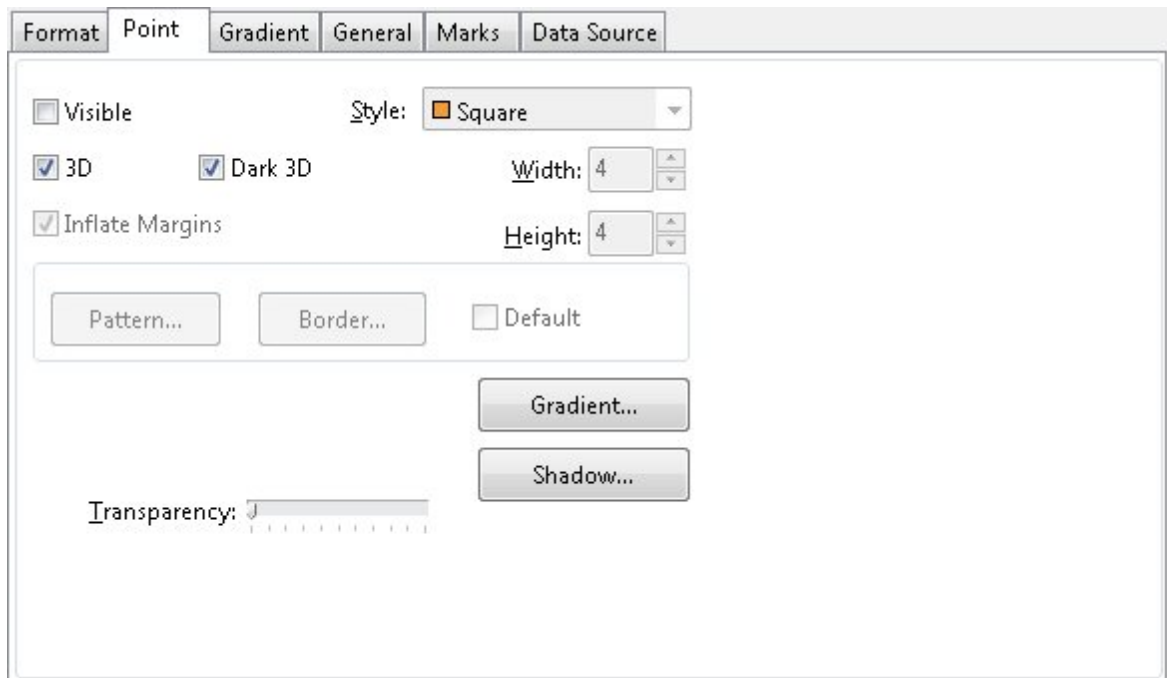 Format Point Gradient General Marks Data Source
Visible Style: Square
3D Dark 3D Width: 4
Inflate Margins Height: 4
Pattern... Border... Default
Gradient...
Shadow...
Transparency: